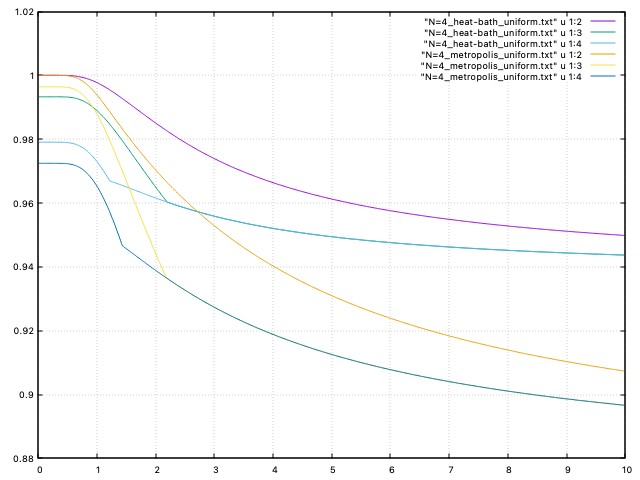 1.02
1
0.98
0.96
0.94
0.92
0.9
0.88
0 1 2 3 4 5 6 7 8 9 10
"N=4_heat-bath_uniform.txt" u 1:2
"N=4_heat-bath_uniform.txt" u 1:3
"N=4_heat-bath_uniform.txt" u 1:4
"N=4_metropolis_uniform.txt" u 1:2
"N=4_metropolis_uniform.txt" u 1:3
"N=4_metropolis_uniform.txt" u 1:4